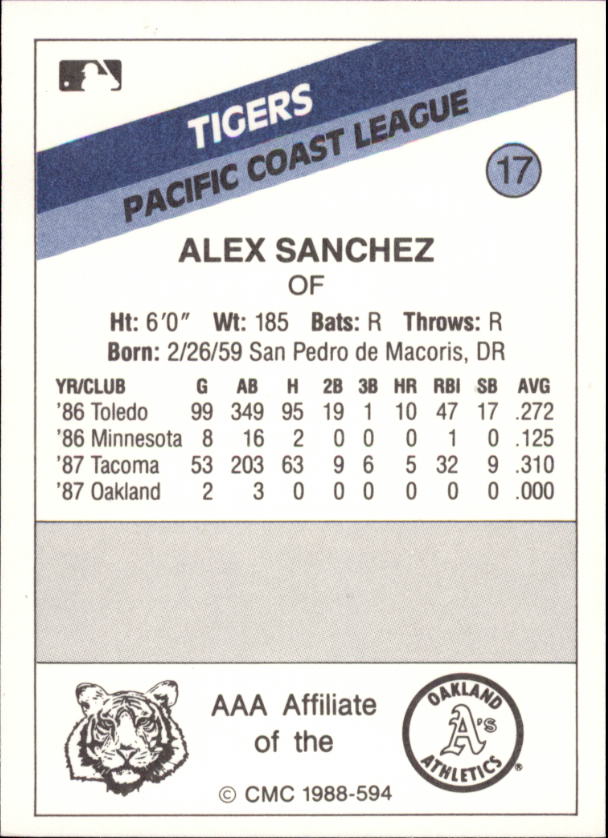 TIGERS
PACIFIC COAST LEAGUE
17
ALEX SANCHEZ
OF
Ht: 6'0" Wt: 185 Bats: R Throws: R
Born: 2/26/59 San Pedro de Macoris, DR
YR/CLUB G AB H 2B 3B HR RBI SB AVG
'86 Toledo 99 349 95 19 1 10 47 17 .272
'86 Minnesota 8 16 2 0 0 0 1 0 .125
'87 Tacoma 53 203 63 9 6 5 32 9 .310
'87 Oakland 2 3 0 0 0 0 0 0 .000
AAA Affiliate
of the
OAKLAND
A's
ATHLETICS®
© CMC 1988-594